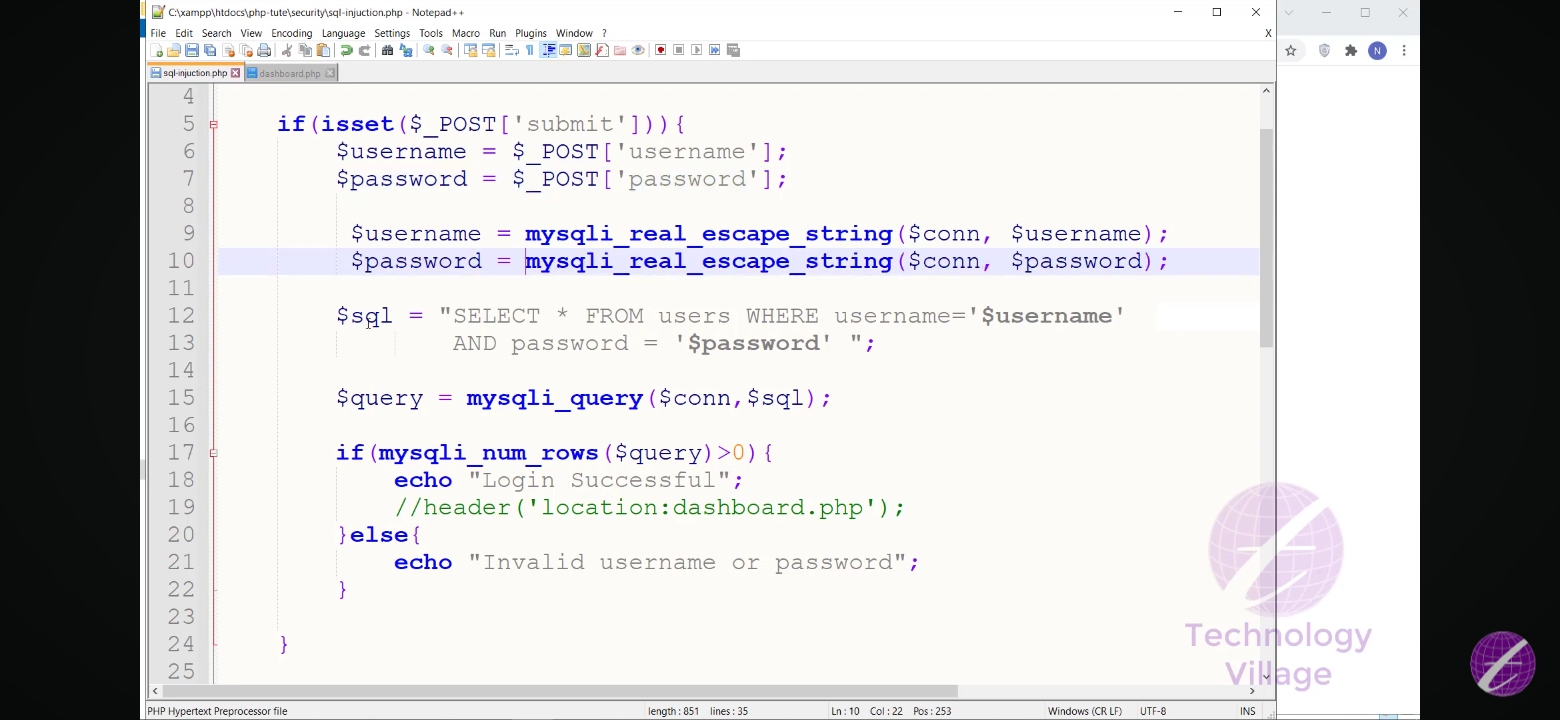 C:\xampp\htdocs\php-tute\security\sql-injuction.php - Notepad++
File Edit Search View Encoding Language Settings Tools Macro Run Plugins Window ? X
sql-injuction.php dashboard.php
N
4
5 if(isset($_POST['submit'])){
6 $username = $_POST['username'];
7 $password = $_POST['password'];
8
9 $username = mysqli_real_escape_string($conn, $username);
10 $password = mysqli_real_escape_string($conn, $password);
11
12 $sql = "SELECT * FROM users WHERE username='$username'
13 AND password = '$password' ";
14
15 $query = mysqli_query($conn,$sql);
16
17 if(mysqli_num_rows($query)>0){
18 echo "Login Successful";
19 //header('location:dashboard.php');
20 }else{
21 echo "Invalid username or password";
22 }
23
24 }
25
Technology
Village
PHP Hypertext Preprocessor file length : 851 lines : 35 Ln : 10 Col : 22 Pos : 253 Windows (CR LF) UTF-8 INS